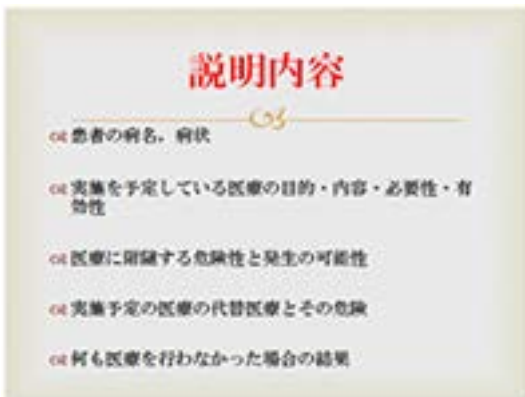 説明内容
患者の病名，病状
実施を予定している医療の目的・内容・必要性・有
効性
医療に附随する危険性と発生の可能性
実施予定の医療の代替医療とその危険
何も医療を行わなかった場合の結果